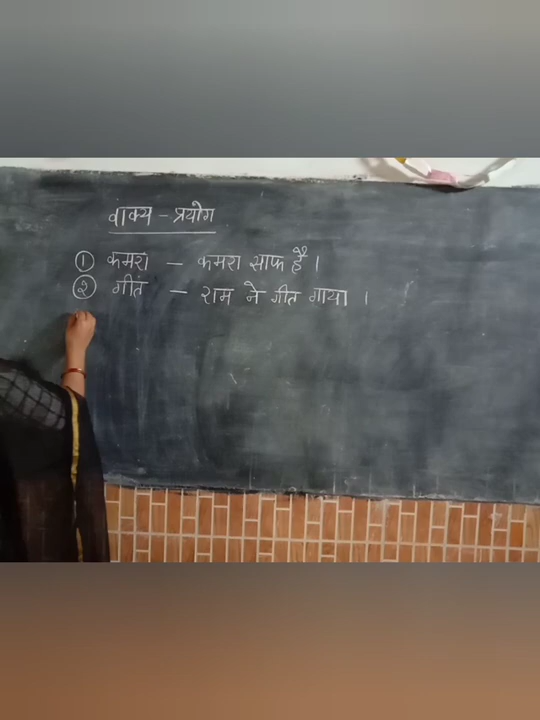 वाक्य - प्रयोग
① कमरा - कमरा साफ है ।
② गीत - राम ने गीत गाया ।